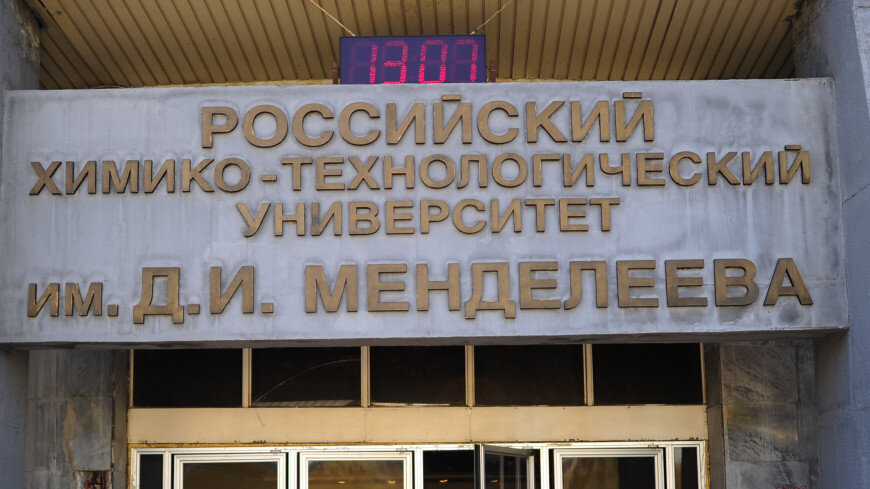 13:07
РОССИЙСКИЙ
ХИМИКО-ТЕХНОЛОГИЧЕСКИЙ
УНИВЕРСИТЕТ
ИМ. Д.И. МЕНДЕЛЕЕВА